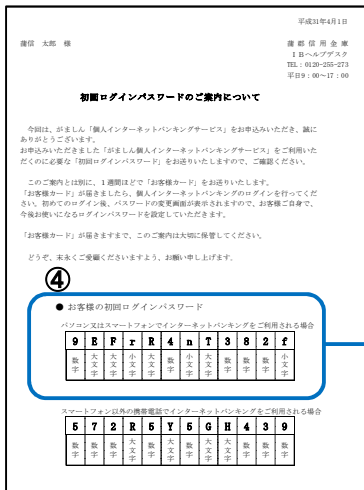 平成31年4月1日
蒲信 太郎 様
蒲郡信用金庫
IBヘルプデスク
TEL:0120-255-273
平日9:00~17:00
初回ログインパスワードのご案内について
今回は、がましん「個人インターネットバンキングサービス」をお申込みいただき、誠に
ありがとうございます。
お申込みいただきました「がましん個人インターネットバンキングサービス」をご利用いた
だくのに必要な「初回ログインパスワード」をお送りいたしますので、ご確認ください。
このご案内とは別に、1週間ほどで「お客様カード」をお送りいたします。
「お客様カード」が届きましたら、個人インターネットバンキングのログインを行ってくだ
さい。初めてのログイン後、パスワードの変更画面が表示されますので、お客様ご自身で、
今後お使いになるログインパスワードを設定していただきます。
「お客様カード」が届きますまで、このご案内は大切に保管してください。
どうぞ、末永くご愛顧くださいますよう、お願い申し上げます。
④
● お客様の初回ログインパスワード
パソコン又はスマートフォンでインターネットバンキングをご利用される場合
9 E F r R 4 n T 3 8 2 f
数字 大文字 大文字 小文字 大文字 数字 小文字 大文字 数字 数字 数字 小文字
スマートフォン以外の携帯電話でインターネットバンキングをご利用される場合
5 7 2 R 5 Y 6 G H 4 3 9
数字 数字 数字 大文字 数字 大文字 数字 大文字 大文字 数字 数字 数字